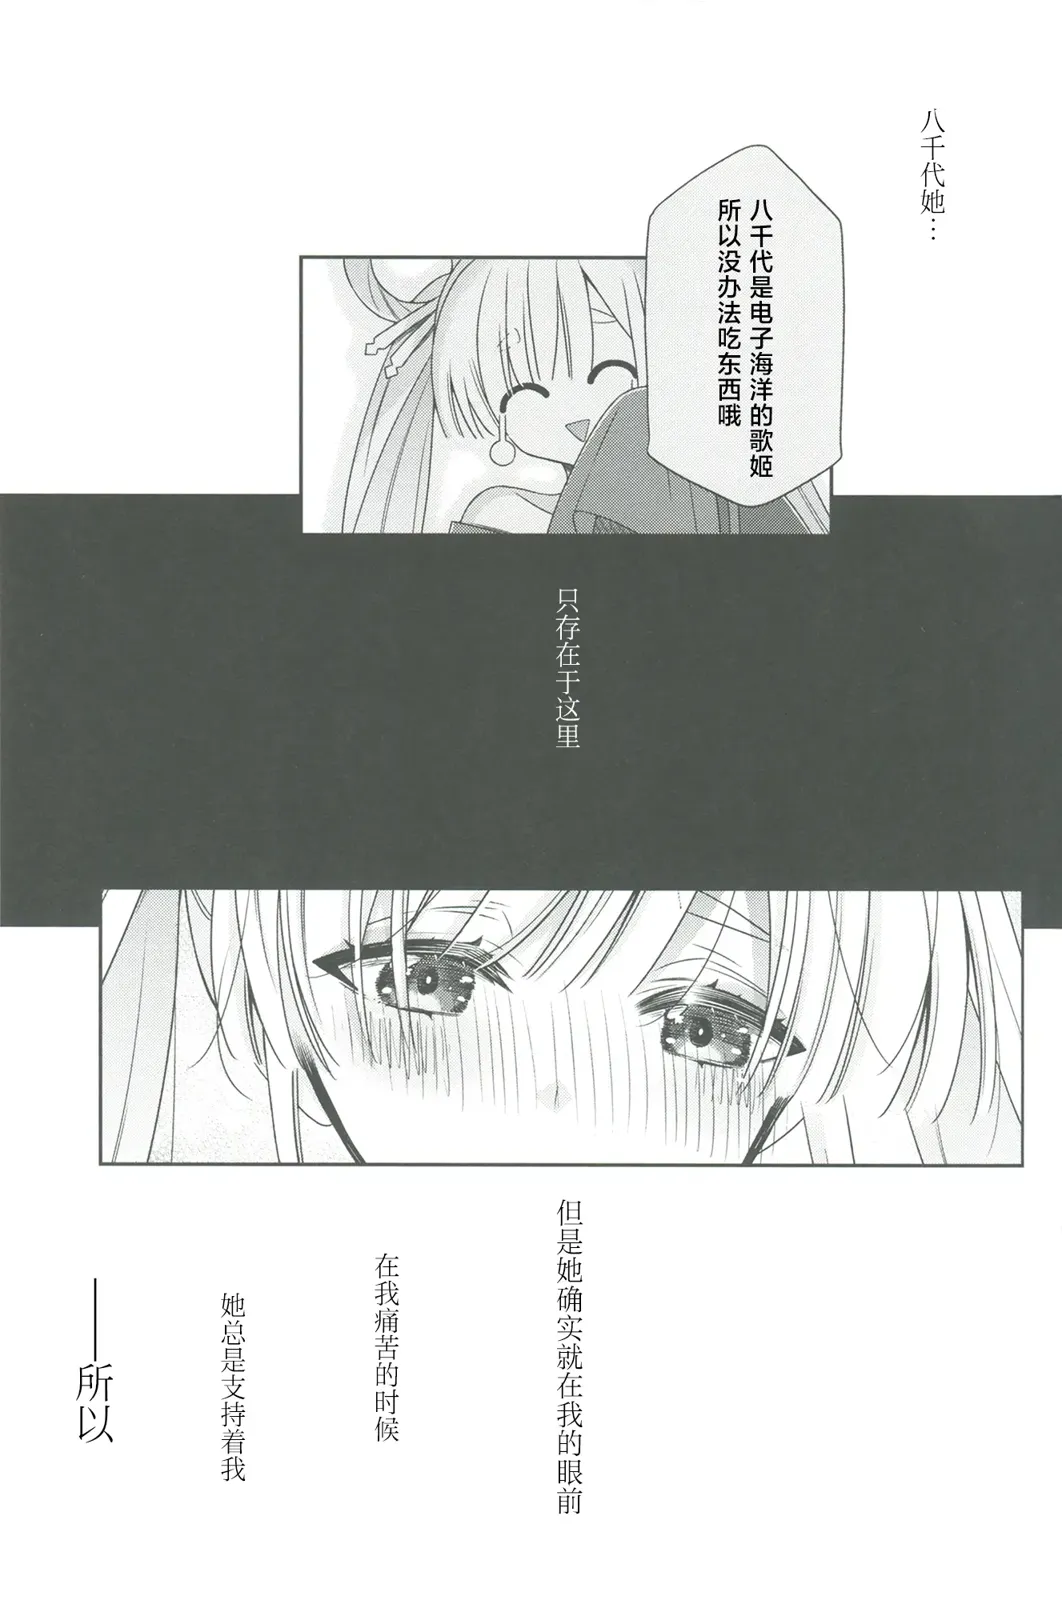 八千代她…
八千代是电子海洋的歌姬
所以没办法吃东西哦
只存在于这里
但是她确实就在我的眼前
在我痛苦的时候
她总是支持着我
——所以